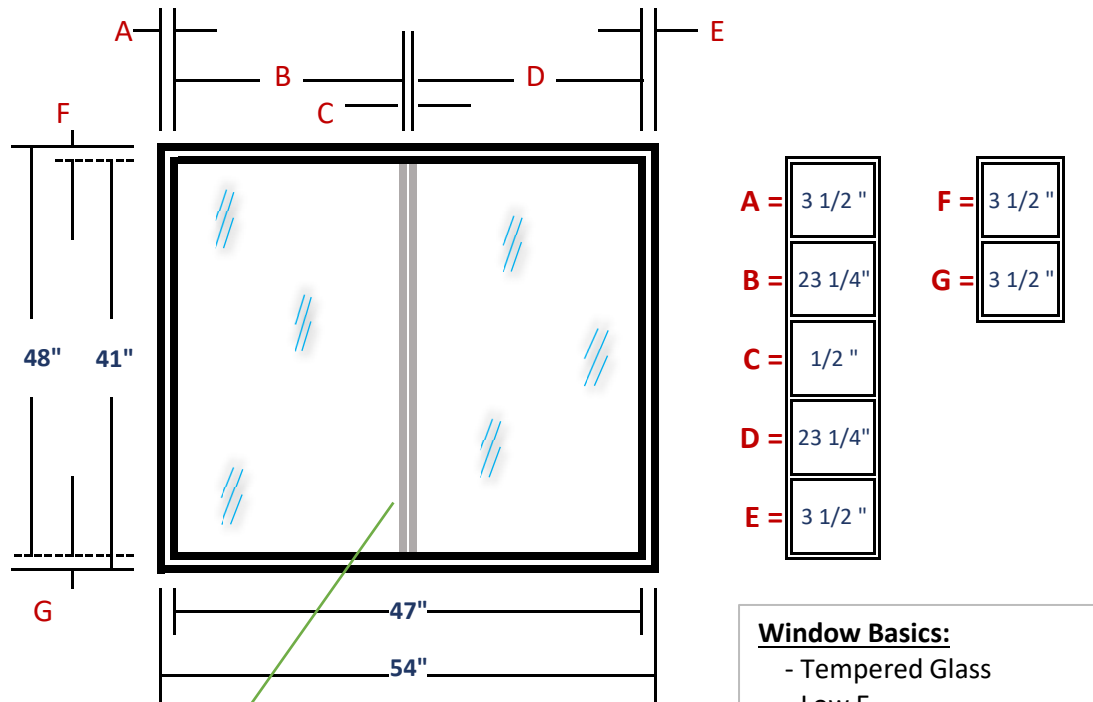 A
E
B
D
C
F
A = 3 1/2 "
F = 3 1/2 "
B = 23 1/4"
G = 3 1/2 "
48"
41"
C = 1/2 "
D = 23 1/4"
E = 3 1/2 "
G
47"
54"
Window Basics:
- Tempered Glass